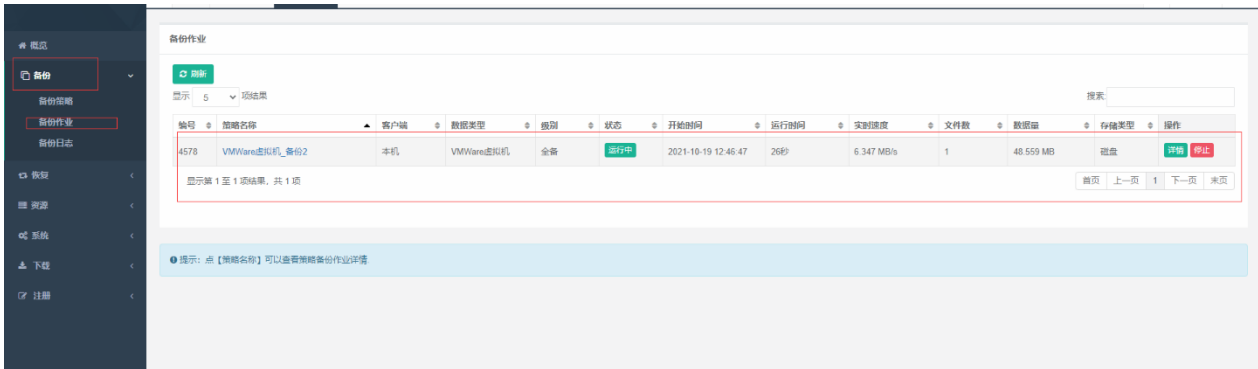 概览
备份
备份策略
备份作业
备份日志
恢复
资源
系统
下载
注册
备份作业
刷新
显示 5 项结果
搜索:
编号 策略名称 客户端 数据类型 级别 状态 开始时间 运行时间 实时速度 文件数 数据量 存储类型 操作
4578 VMWare虚拟机_备份2 本机 VMWare虚拟机 全备 运行中 2021-10-19 12:46:47 26秒 6.347 MB/s 1 48.559 MB 磁盘 详情 停止
显示第 1 至 1 项结果，共 1 项
首页 上一页 1 下一页 末页
提示：点【策略名称】可以查看策略备份作业详情